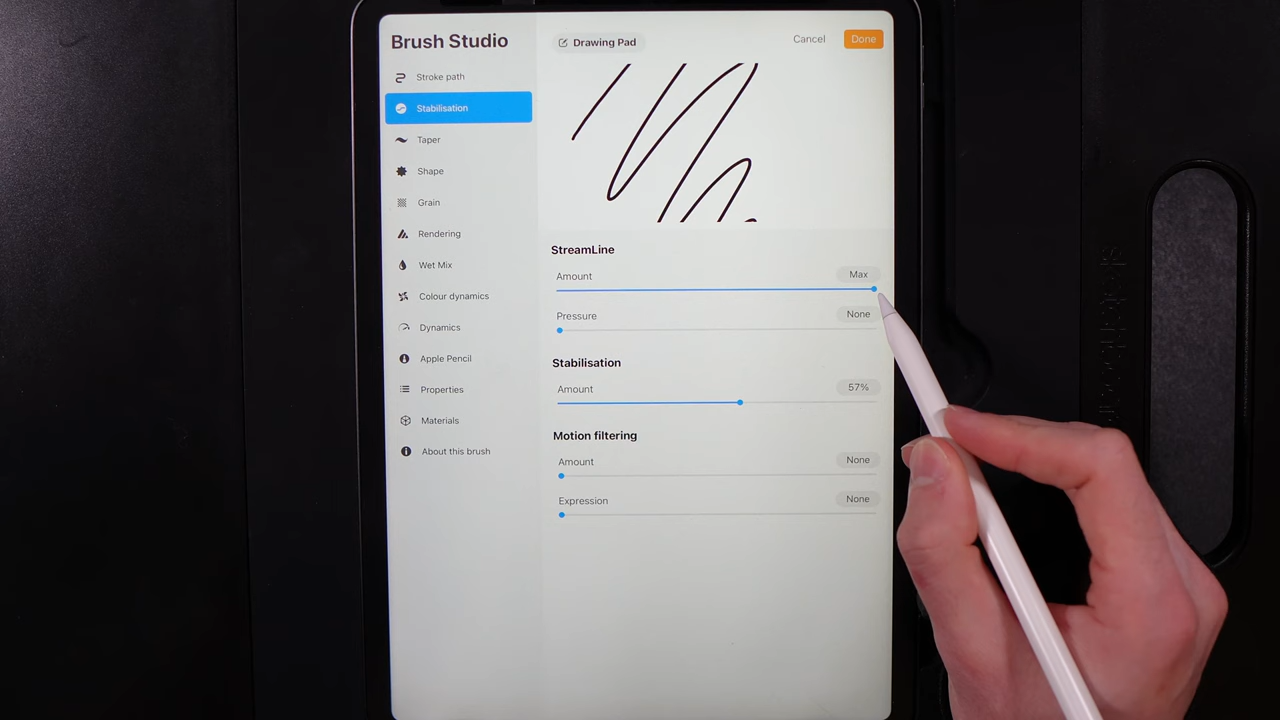 Brush Studio
Drawing Pad
Cancel
Done
Stroke path
Stabilisation
Taper
Shape
Grain
Rendering
Wet Mix
Colour dynamics
Dynamics
Apple Pencil
Properties
Materials
About this brush
StreamLine
Amount Max
Pressure None
Stabilisation
Amount 57%
Motion filtering
Amount None
Expression None